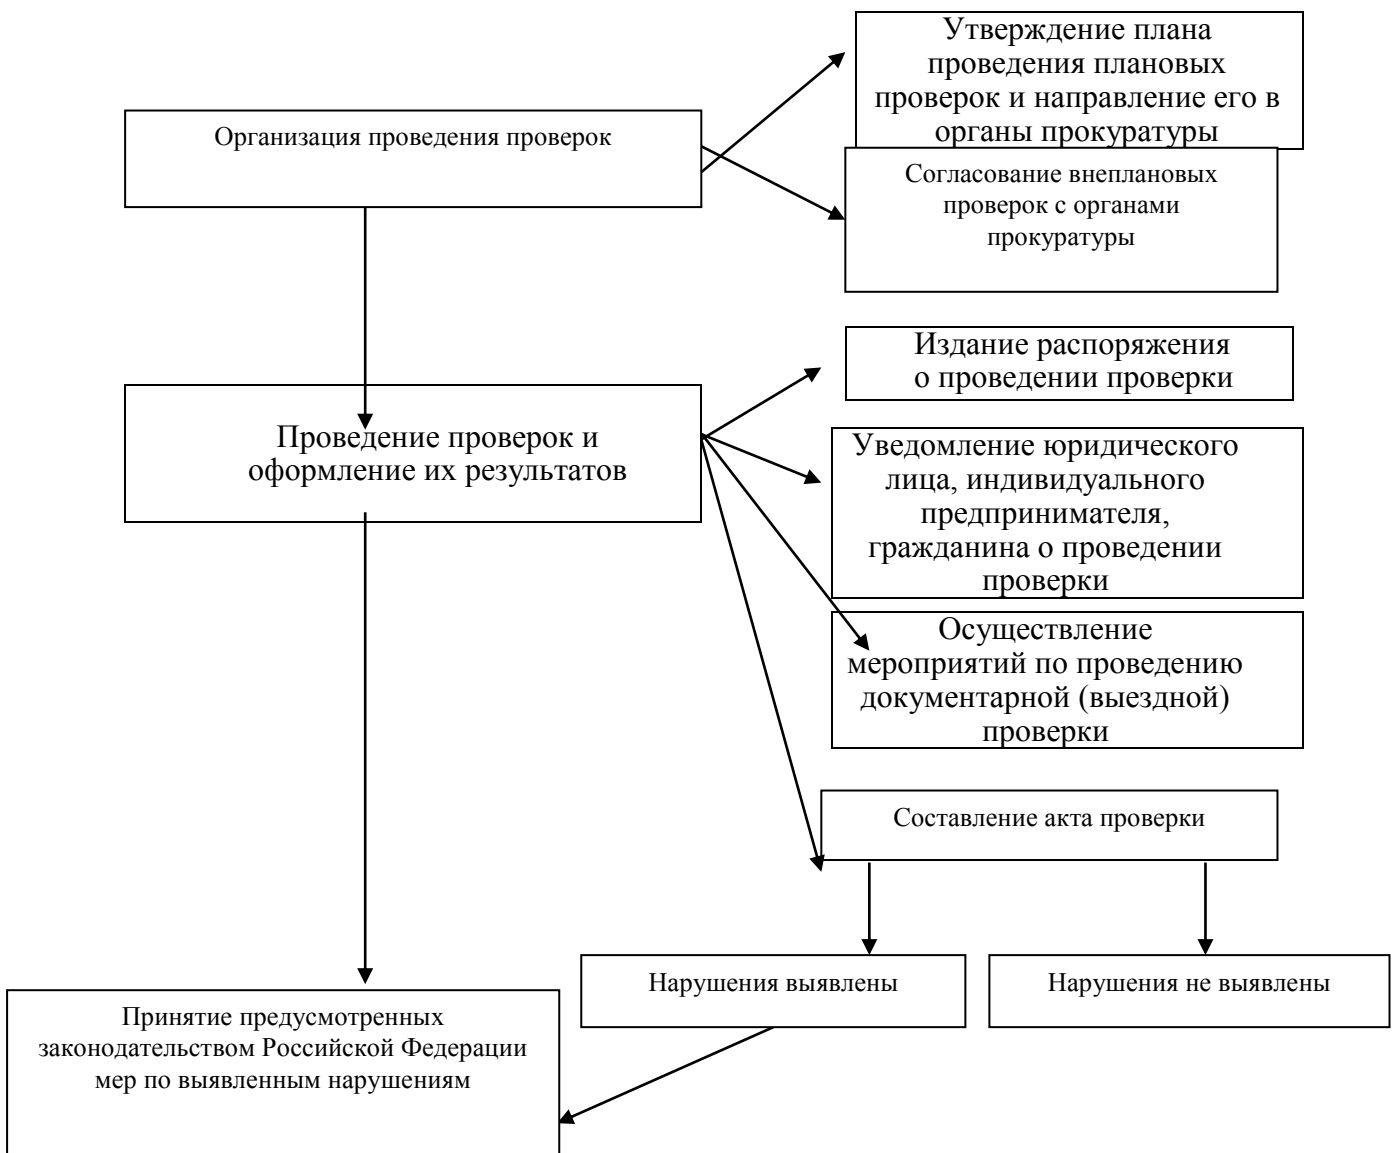 Утверждение плана
проведения плановых
проверок и направление его в
органы прокуратуры
Организация проведения проверок
Согласование внеплановых
проверок с органами
прокуратуры
Издание распоряжения
о проведении проверки
Проведение проверок и
оформление их результатов
Уведомление юридического
лица, индивидуального
предпринимателя,
гражданина о проведении
проверки
Осуществление
мероприятий по проведению
документарной (выездной)
проверки
Составление акта проверки
Нарушения выявлены
Нарушения не выявлены
Принятие предусмотренных
законодательством Российской Федерации
мер по выявленным нарушениям